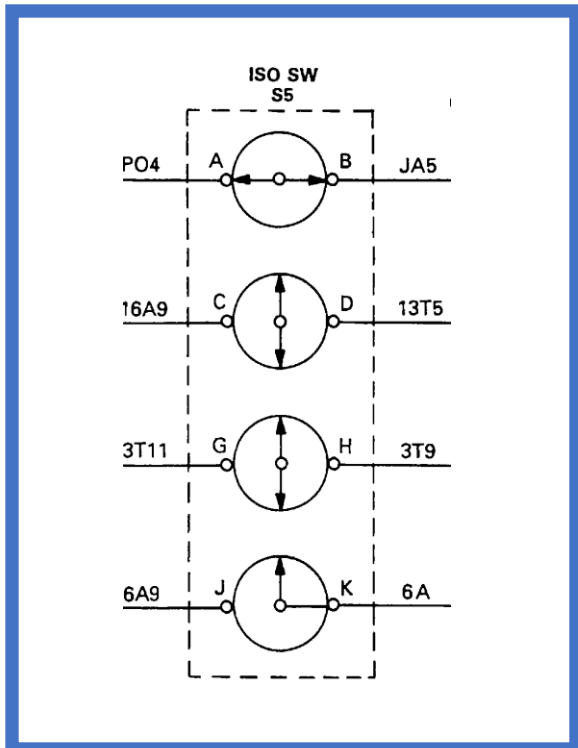 ISO SW
S5
PO4 A B JA5
16A9 C D 13T5
3T11 G H 3T9
6A9 J K 6A